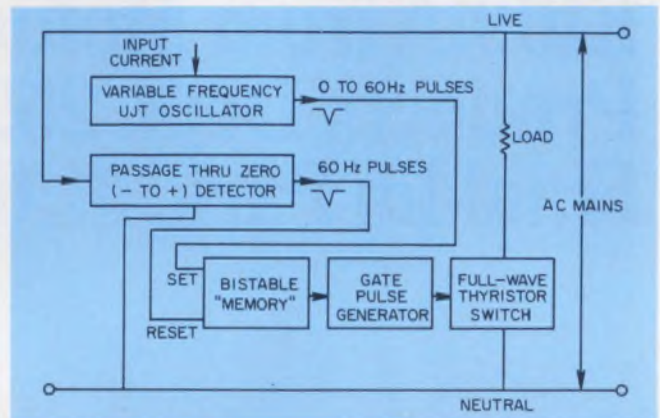 LIVE
INPUT
CURRENT
VARIABLE FREQUENCY
UJT OSCILLATOR
0 TO 60Hz PULSES
LOAD
PASSAGE THRU ZERO
(– TO +) DETECTOR
60 Hz PULSES
AC MAINS
SET
RESET
BISTABLE
"MEMORY"
GATE
PULSE
GENERATOR
FULL–WAVE
THYRISTOR
SWITCH
NEUTRAL